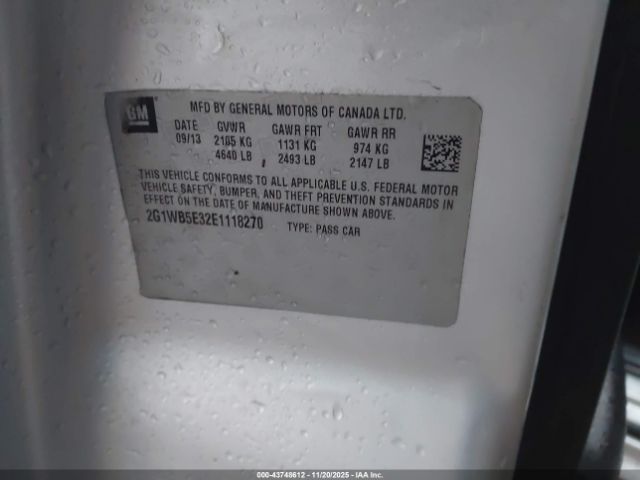 GM
MFD BY GENERAL MOTORS OF CANADA LTD.
DATE GVWR GAWR FRT GAWR RR
09/13 2105 KG 1131 KG 974 KG
4640 LB , 2493 LB 2147 LB
THIS VEHICLE CONFORMS TO ALL APPLICABLE U.S. FEDERAL MOTOR
VEHICLE SAFETY, BUMPER, AND THEFT PREVENTION STANDARDS IN
EFFECT ON THE DATE OF MANUFACTURE SHOWN ABOVE.
2G1WB5E32E1118270 TYPE: PASS CAR
000-43748612 - 11/20/2025 - IAA Inc.